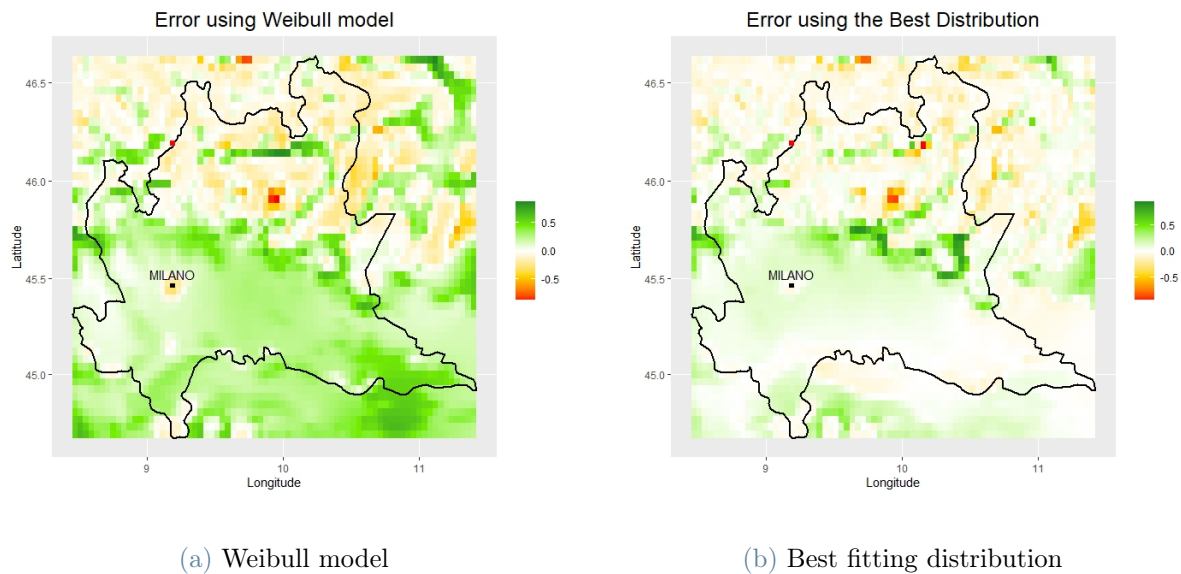 Error using Weibull model
46.5
46.0
45.5
45.0
Latitude
MILANO
9
10
11
Longitude
0.5
0.0
-0.5
(a) Weibull model
Error using the Best Distribution
46.5
46.0
45.5
45.0
Latitude
MILANO
9
10
11
Longitude
0.5
0.0
-0.5
(b) Best fitting distribution